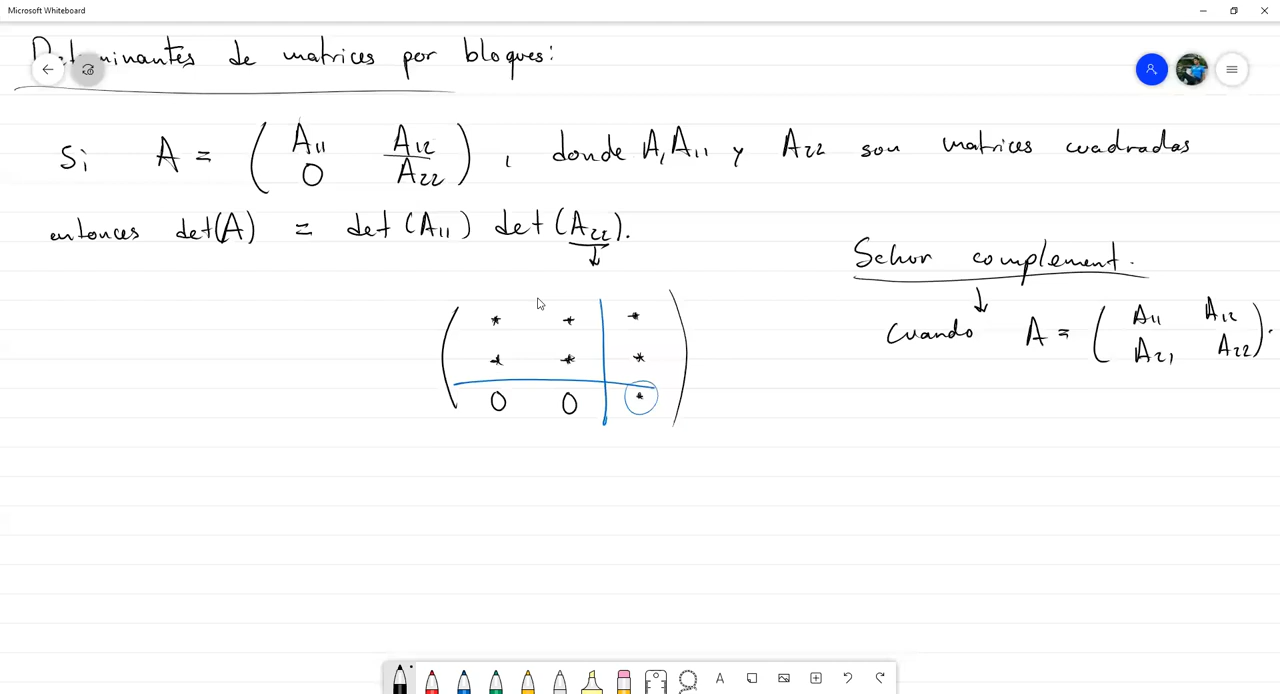 Microsoft Whiteboard
Determinantes de matrices por bloques:
Si A = ( A11 A12 , donde A, A11 y A22 son matrices cuadradas
0 A22 )
entonces det(A) = det(A11) det(A22).
Schur complement.
↓
Cuando A = ( A11 A12
A21 A22 ).
( * * *
* * *
0 0 * )
A